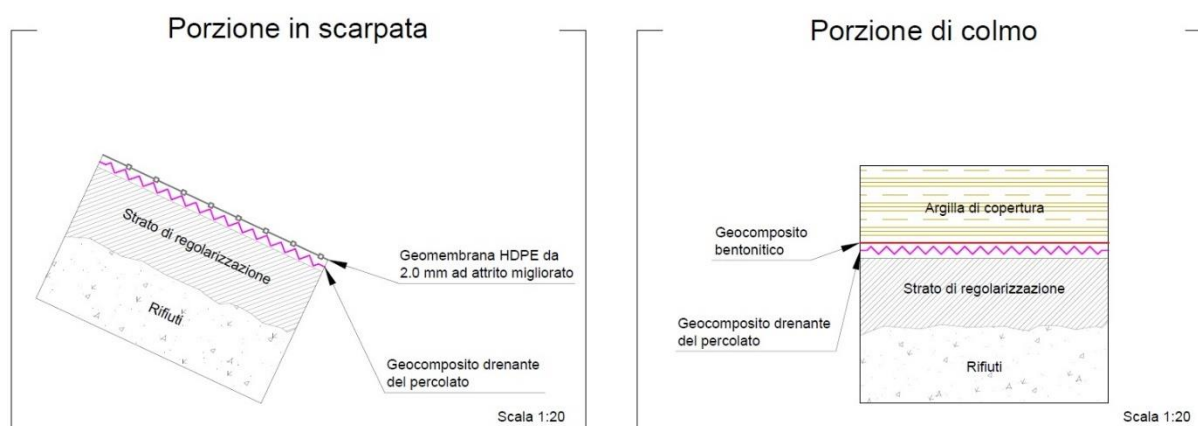 Porzione in scarpata
Strato di regolarizzazione
Rifiuti
Geomembrana HDPE da
2.0 mm ad attrito migliorato
Geocomposito drenante
del percolato
Scala 1:20
Porzione di colmo
Argilla di copertura
Geocomposito
bentonitico
Strato di regolarizzazione
Geocomposito drenante
del percolato
Rifiuti
Scala 1:20